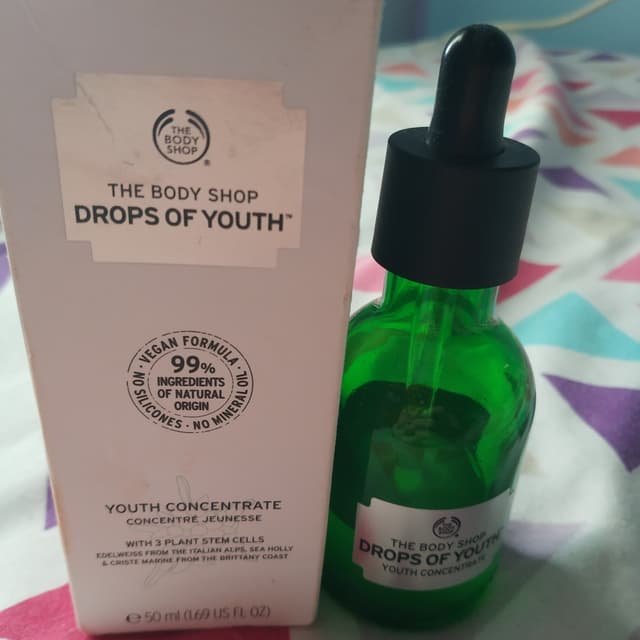 THE
BODY
SHOP
®
THE BODY SHOP
DROPS OF YOUTH™
VEGAN FORMULA
99%
INGREDIENTS
OF NATURAL
ORIGIN
NO SILICONES · NO MINERAL OIL
YOUTH CONCENTRATE
CONCENTRÉ JEUNESSE
WITH 3 PLANT STEM CELLS
EDELWEISS FROM THE ITALIAN ALPS, SEA HOLLY
& CRISTE MARINE FROM THE BRITTANY COAST
℮ 50 ml (1.69 US FL OZ)
THE BODY SHOP
DROPS OF YOUTH
YOUTH CONCENTRATE